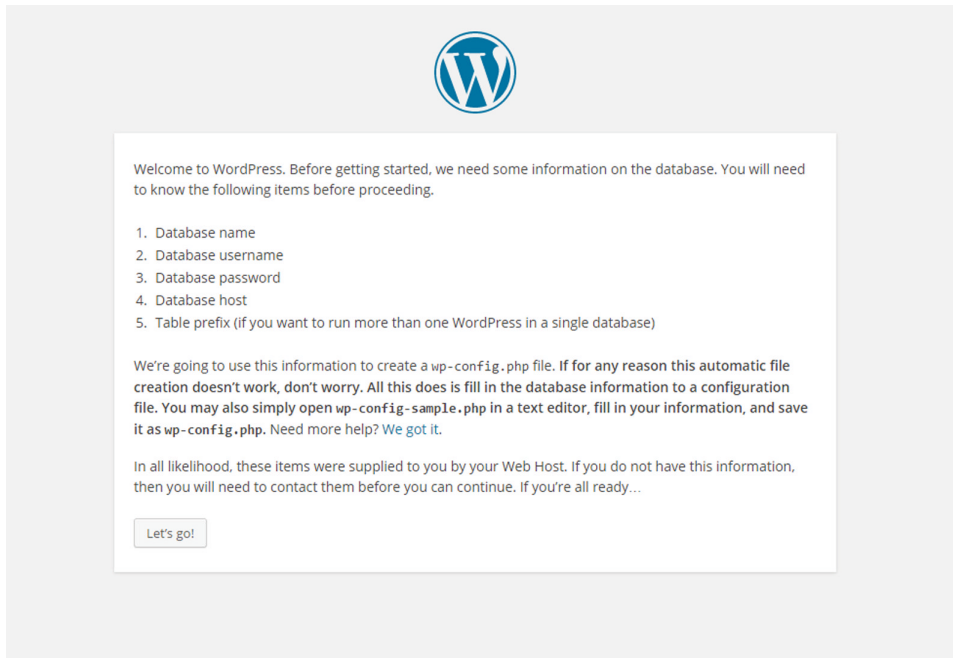 Welcome to WordPress. Before getting started, we need some information on the database. You will need
to know the following items before proceeding.
1. Database name
2. Database username
3. Database password
4. Database host
5. Table prefix (if you want to run more than one WordPress in a single database)
We’re going to use this information to create a wp-config.php file. If for any reason this automatic file
creation doesn’t work, don’t worry. All this does is fill in the database information to a configuration
file. You may also simply open wp-config-sample.php in a text editor, fill in your information, and save
it as wp-config.php. Need more help? We got it.
In all likelihood, these items were supplied to you by your Web Host. If you do not have this information,
then you will need to contact them before you can continue. If you’re all ready…
Let’s go!